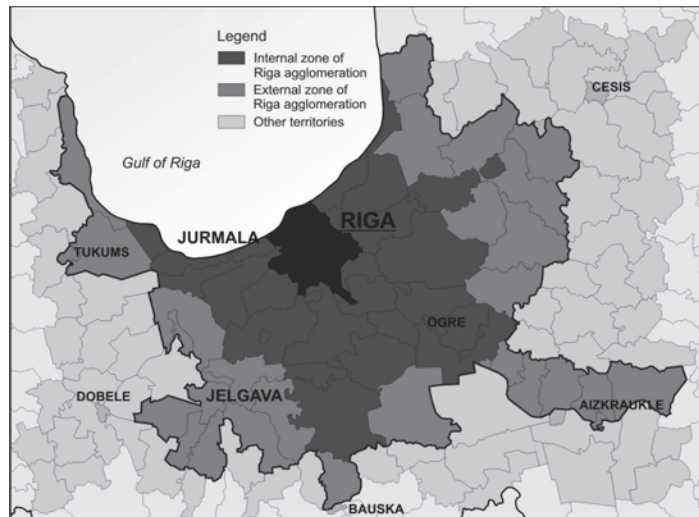 Legend
Internal zone of
Riga agglomeration
External zone of
Riga agglomeration
Other territories
CESIS
Gulf of Riga
RIGA
JURMALA
TUKUMS
OGRE
DOBELE
JELGAVA
AIZKRAUKLE
BAUSKA